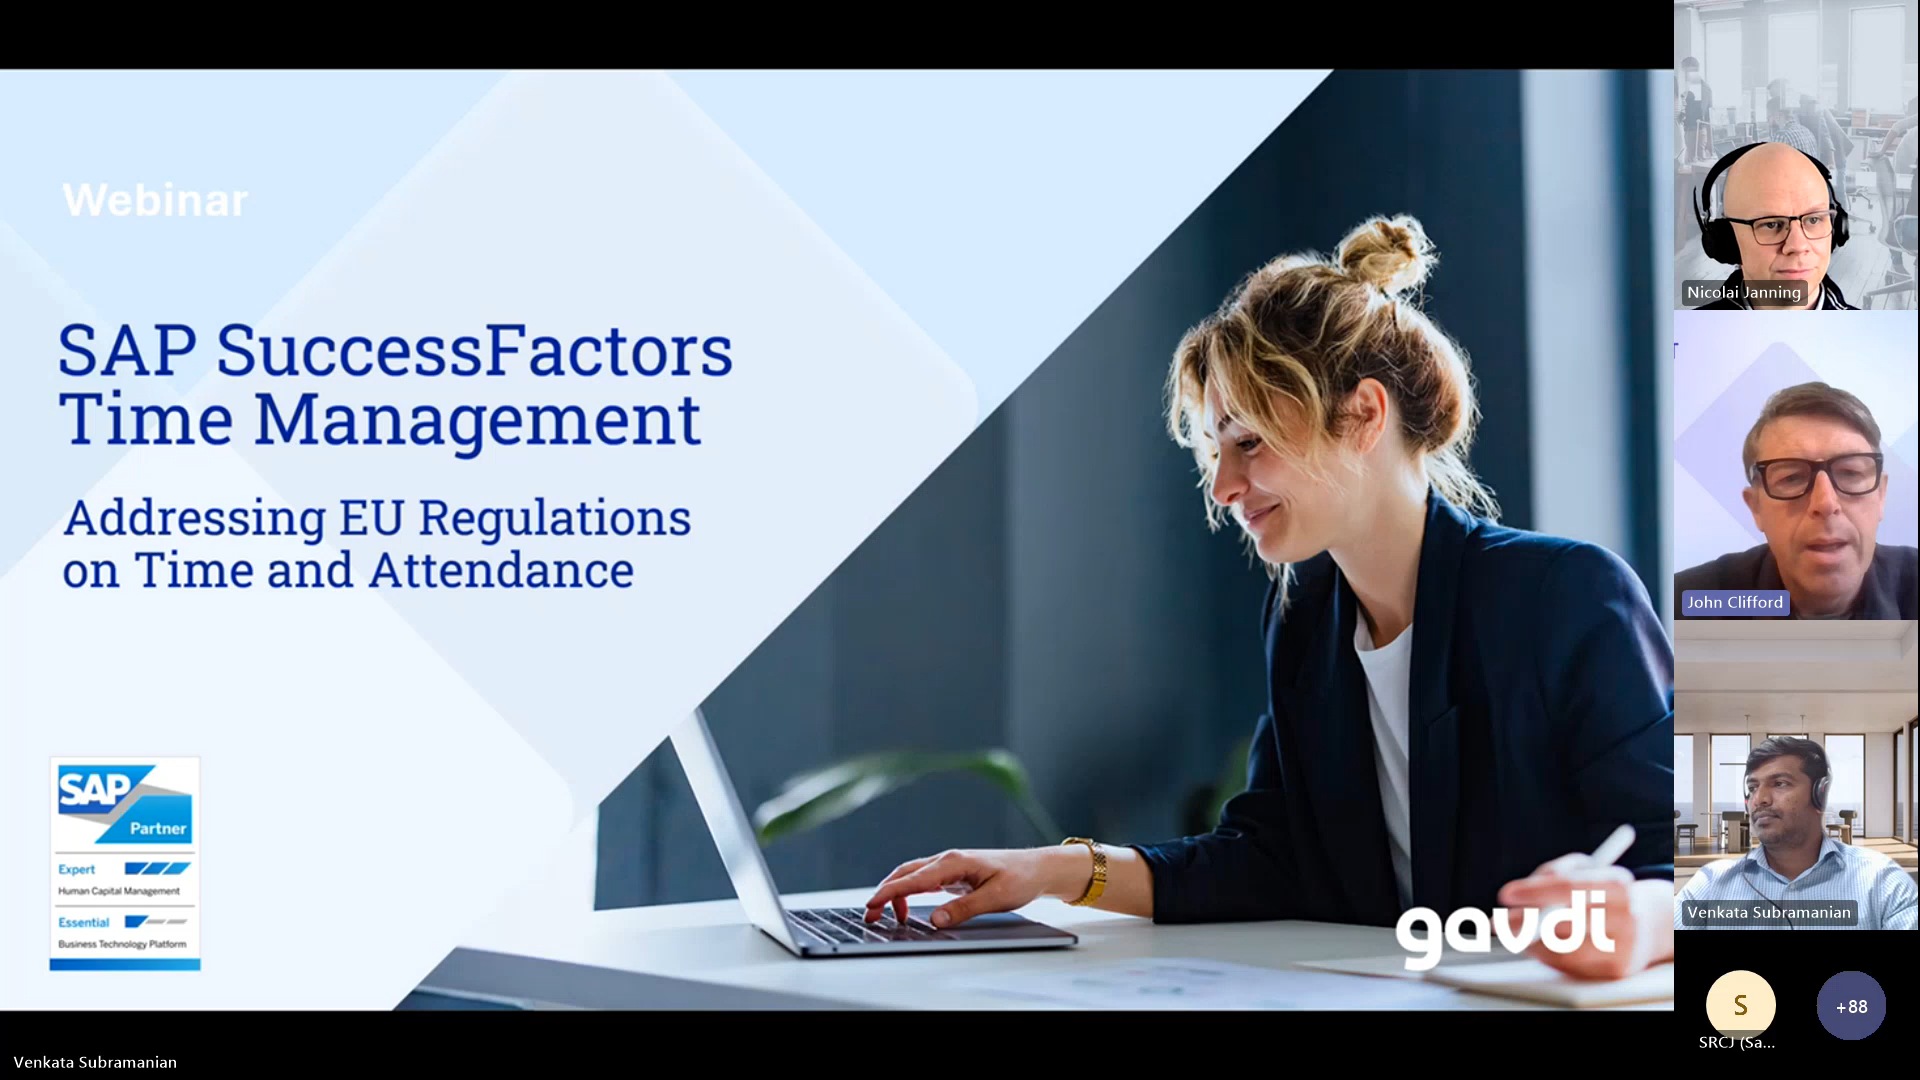 Webinar
SAP SuccessFactors
Time Management
Addressing EU Regulations
on Time and Attendance
SAP
Partner
Expert
Human Capital Management
Essential
Business Technology Platform
gavdi
Nicolai Janning
John Clifford
Venkata Subramanian
S
SRCJ (Sa...
+88
Venkata Subramanian